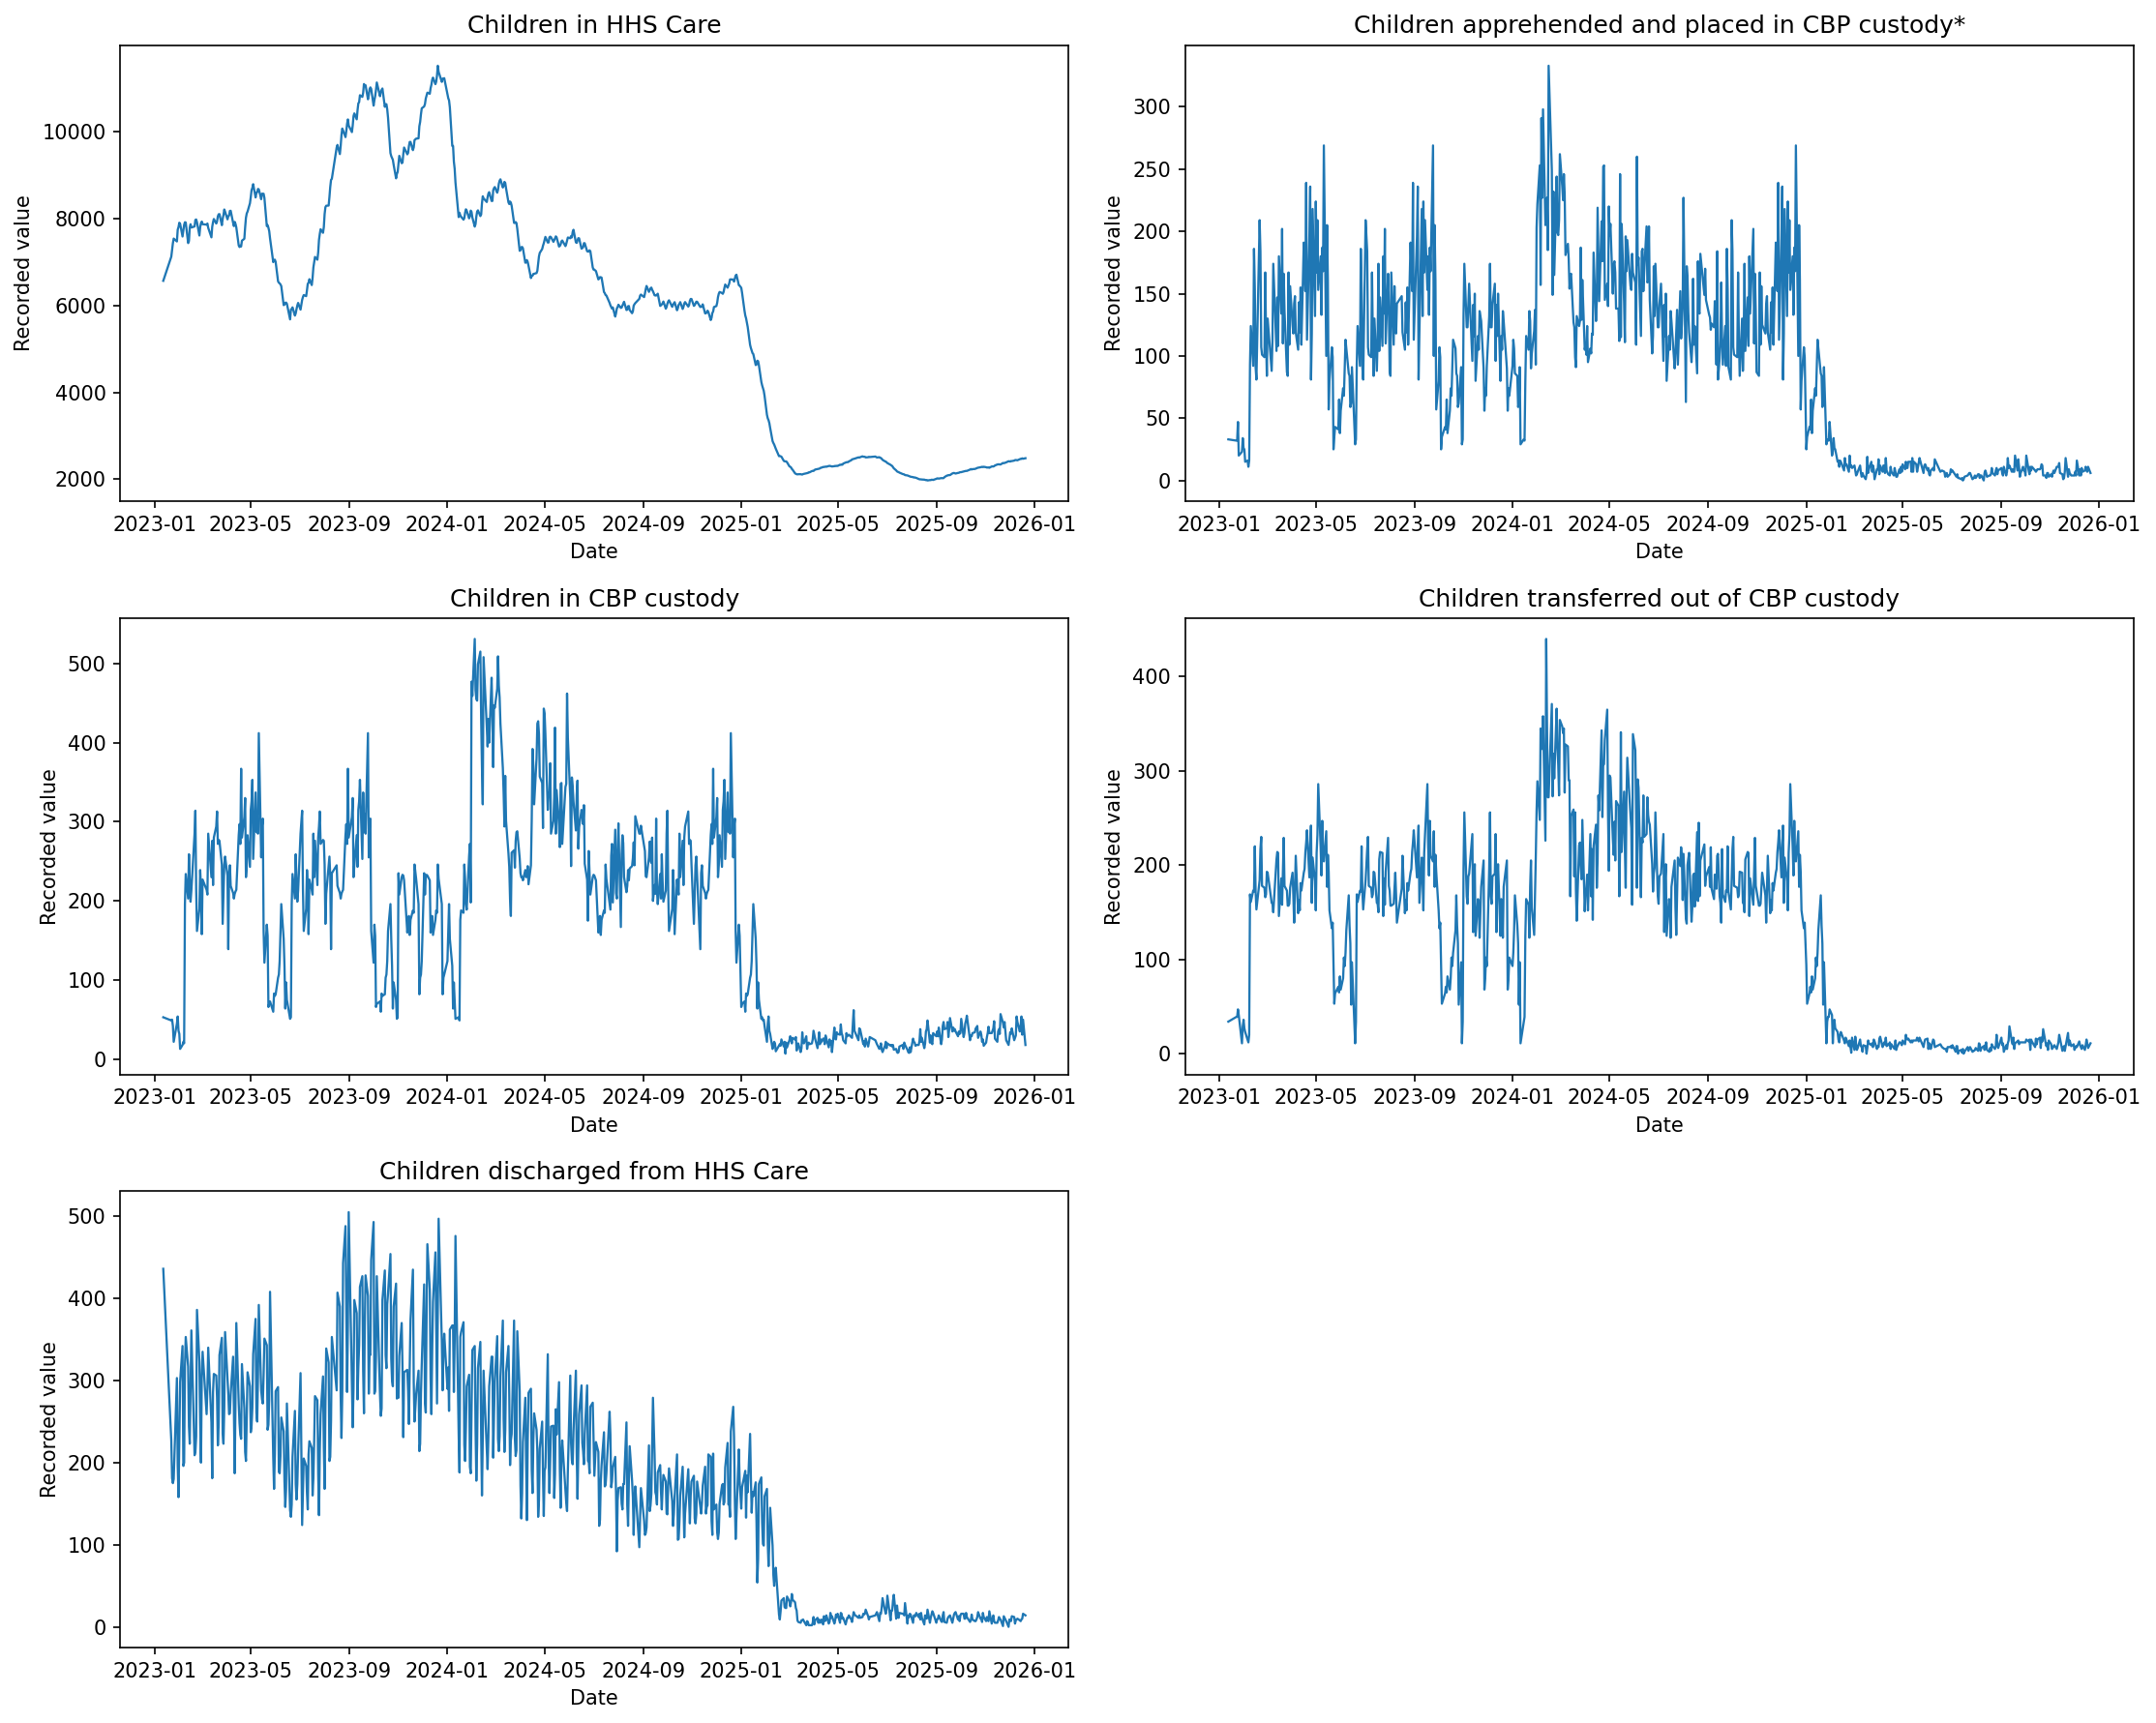 Children in HHS Care
Recorded value
10000
8000
6000
4000
2000
2023-01 2023-05 2023-09 2024-01 2024-05 2024-09 2025-01 2025-05 2025-09 2026-01
Date
Children apprehended and placed in CBP custody*
Recorded value
300
250
200
150
100
50
0
2023-01 2023-05 2023-09 2024-01 2024-05 2024-09 2025-01 2025-05 2025-09 2026-01
Date
Children in CBP custody
Recorded value
500
400
300
200
100
0
2023-01 2023-05 2023-09 2024-01 2024-05 2024-09 2025-01 2025-05 2025-09 2026-01
Date
Children transferred out of CBP custody
Recorded value
400
300
200
100
0
2023-01 2023-05 2023-09 2024-01 2024-05 2024-09 2025-01 2025-05 2025-09 2026-01
Date
Children discharged from HHS Care
Recorded value
500
400
300
200
100
0
2023-01 2023-05 2023-09 2024-01 2024-05 2024-09 2025-01 2025-05 2025-09 2026-01
Date